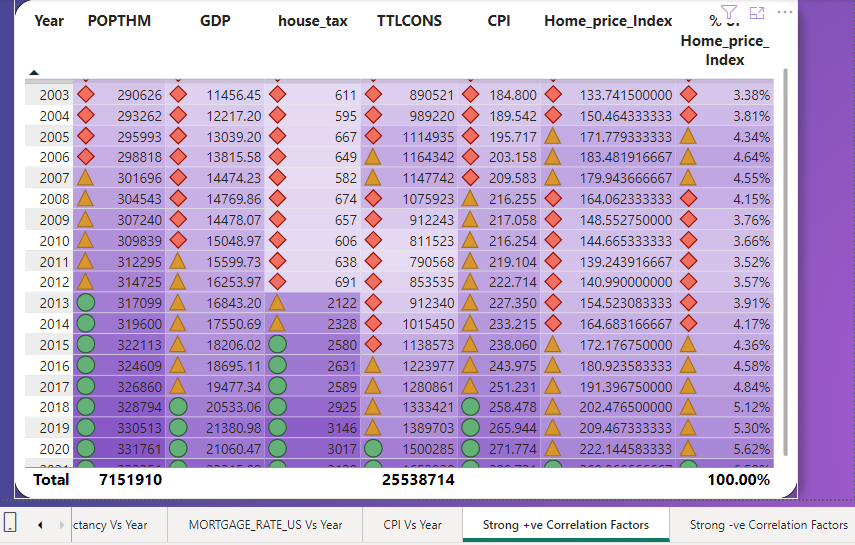 Year POPTHM GDP house_tax TTLCONS CPI Home_price_Index % of
Home_price_
Index
2003 290626 11456.45 611 890521 184.800 133.741500000 3.38%
2004 293262 12217.20 595 989220 189.542 150.464333333 3.81%
2005 295993 13039.20 667 1114935 195.717 171.779333333 4.34%
2006 298818 13815.58 649 1164342 203.158 183.481916667 4.64%
2007 301696 14474.23 582 1147742 209.583 179.943666667 4.55%
2008 304543 14769.86 674 1075923 216.255 164.062333333 4.15%
2009 307240 14478.07 657 912243 217.058 148.552750000 3.76%
2010 309839 15048.97 606 811523 216.254 144.665333333 3.66%
2011 312295 15599.73 638 790568 219.104 139.243916667 3.52%
2012 314725 16253.97 691 853535 222.714 140.990000000 3.57%
2013 317099 16843.20 2122 912340 227.350 154.523083333 3.91%
2014 319600 17550.69 2328 1015450 233.215 164.683166667 4.17%
2015 322113 18206.02 2580 1138573 238.060 172.176750000 4.36%
2016 324609 18695.11 2631 1223977 243.975 180.923583333 4.58%
2017 326860 19477.34 2589 1280861 251.231 191.396750000 4.84%
2018 328794 20533.06 2925 1333421 258.478 202.476500000 5.12%
2019 330513 21380.98 3146 1389703 265.944 209.467333333 5.30%
2020 331761 21060.47 3017 1500285 271.774 222.144583333 5.62%
Total 7151910 25538714 100.00%
ctancy Vs Year MORTGAGE_RATE_US Vs Year CPI Vs Year Strong +ve Correlation Factors Strong -ve Correlation Factors